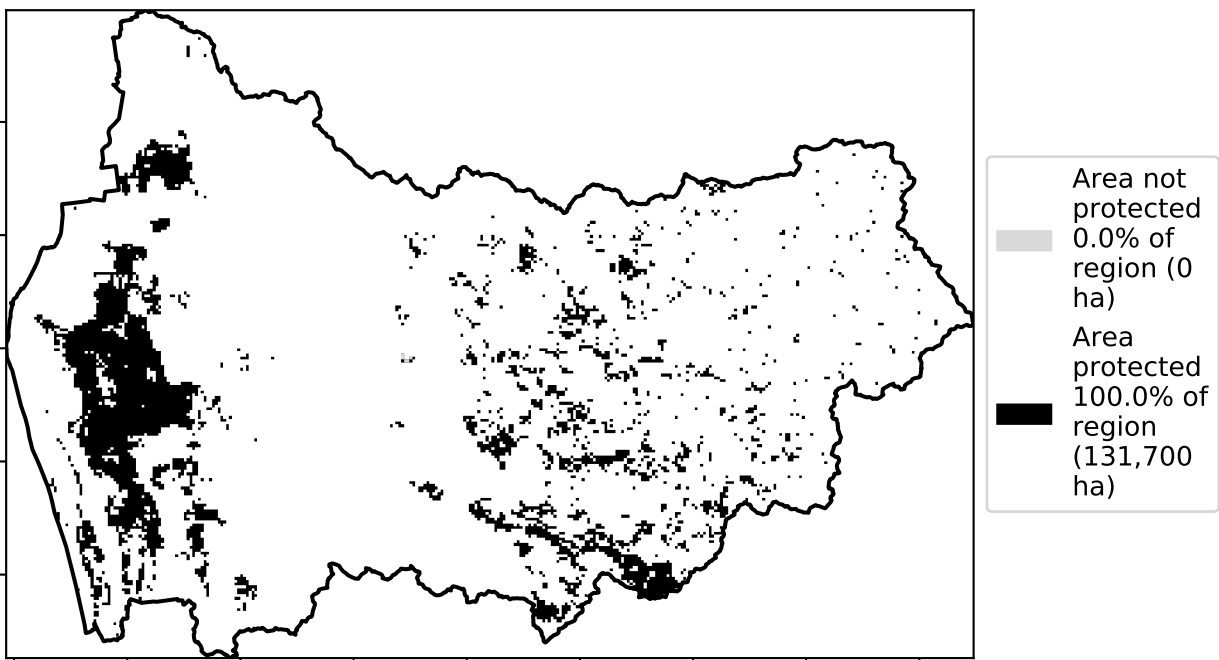 Area not
protected
0.0% of
region (0
ha)
Area
protected
100.0% of
region
(131,700
ha)